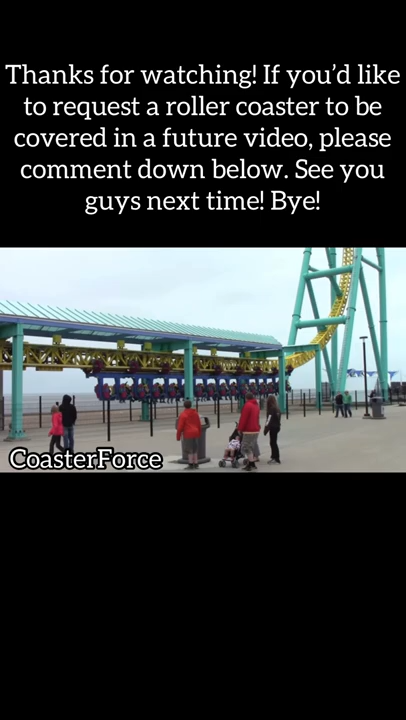 Thanks for watching! If you’d like
to request a roller coaster to be
covered in a future video, please
comment down below. See you
guys next time! Bye!
CoasterForce